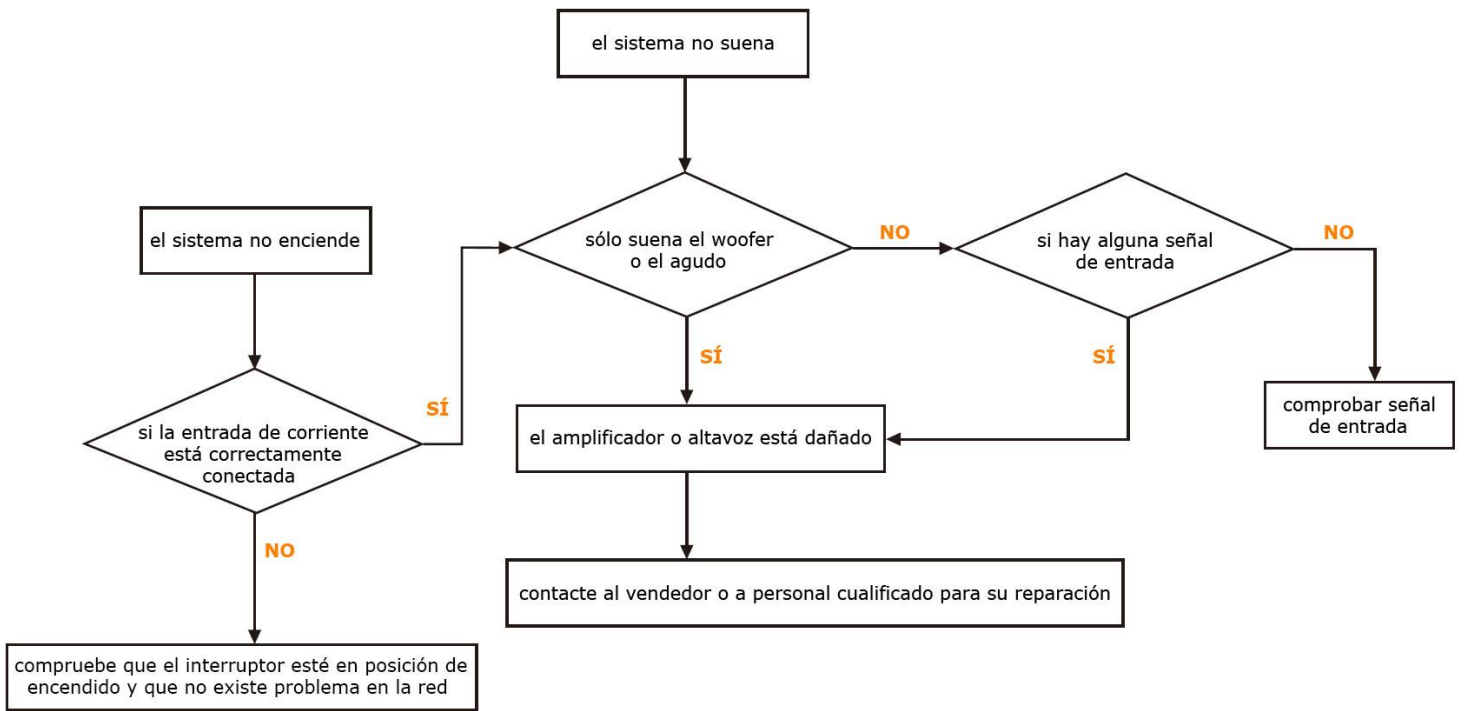 el sistema no suena
el sistema no enciende
sólo suena el woofer
o el agudo
NO
si hay alguna señal
de entrada
NO
SÍ
SÍ
SÍ
si la entrada de corriente
está correctamente
conectada
el amplificador o altavoz está dañado
comprobar señal
de entrada
NO
contacte al vendedor o a personal cualificado para su reparación
compruebe que el interruptor esté en posición de
encendido y que no existe problema en la red